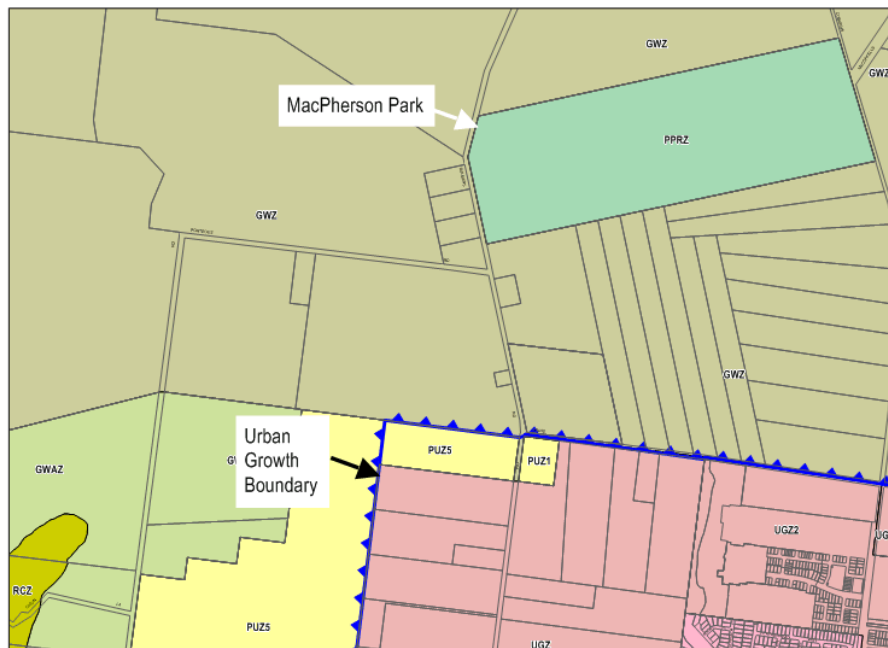 GWZ
GWZ
MacPherson Park
PPRZ
GWZ
GWZ
Urban
Growth
Boundary
PUZ5
PUZ1
GWAZ
UGZ2
RCZ
PUZ5
UGZ